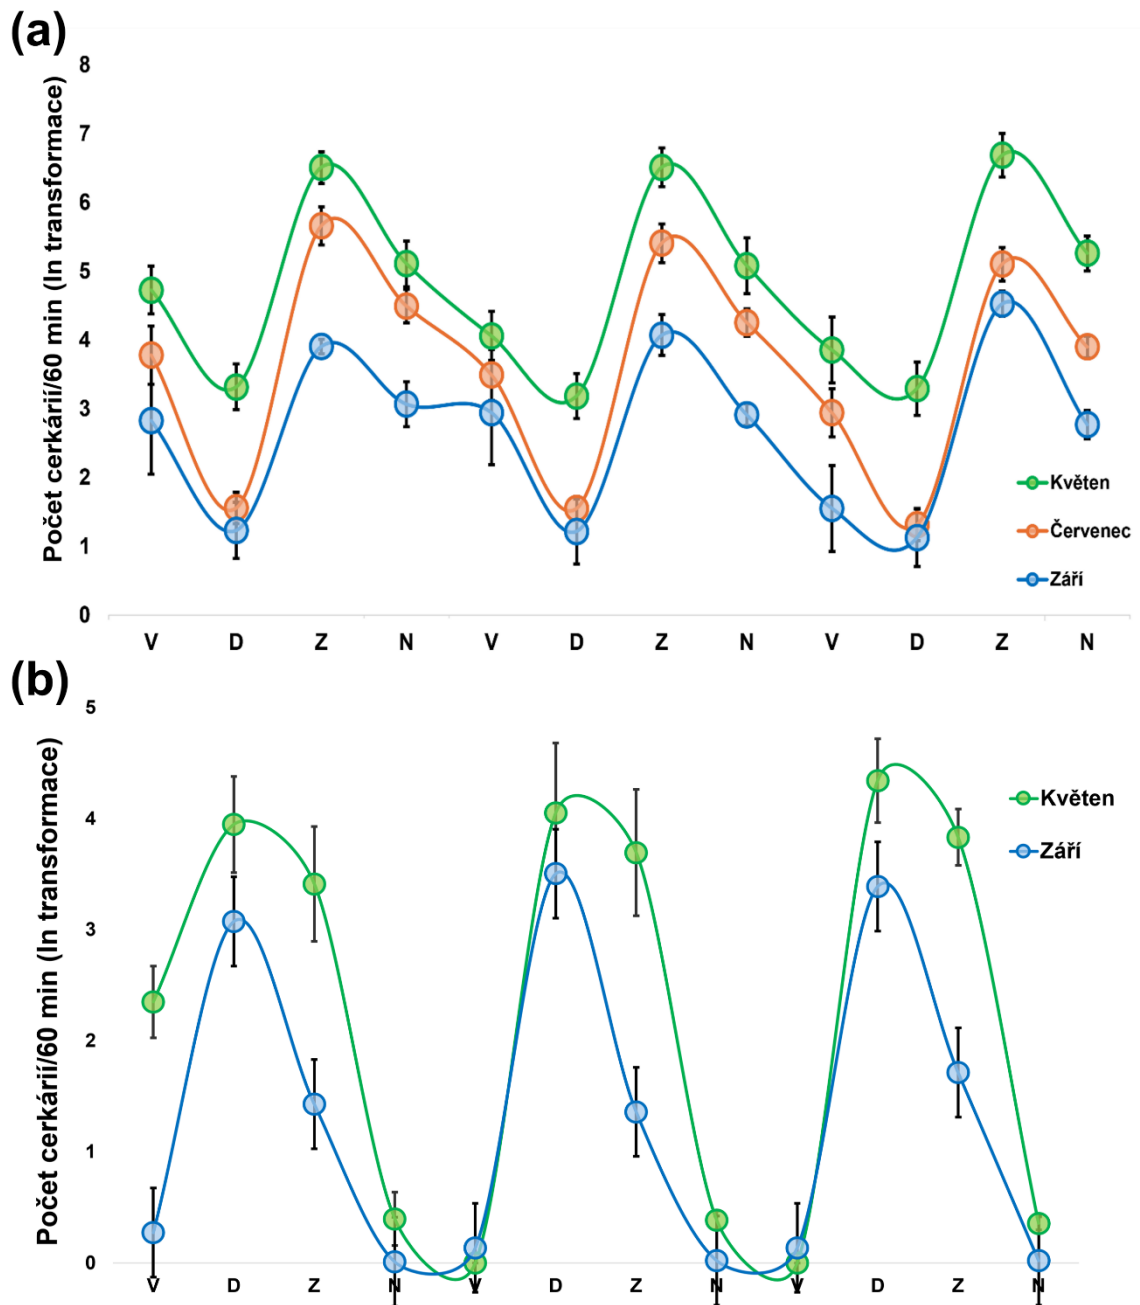 (a)
Počet cerkárií/60 min (ln transformace)
8
7
6
5
4
3
2
1
0
Květen
Červenec
Září
V D Z N V D Z N V D Z N
(b)
Počet cerkárií/60 min (ln transformace)
5
4
3
2
1
0
Květen
Září
V D Z N V D Z N V D Z N